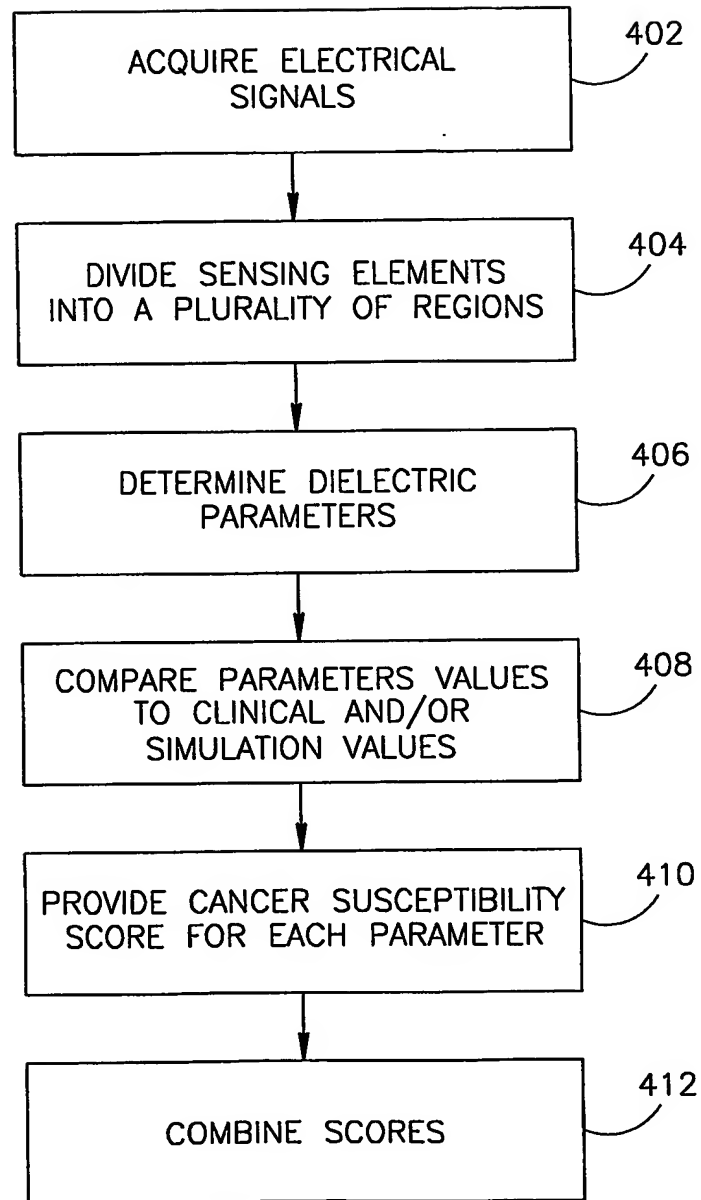 ACQUIRE ELECTRICAL
SIGNALS
402
DIVIDE SENSING ELEMENTS
INTO A PLURALITY OF REGIONS
404
DETERMINE DIELECTRIC
PARAMETERS
406
COMPARE PARAMETERS VALUES
TO CLINICAL AND/OR
SIMULATION VALUES
408
PROVIDE CANCER SUSCEPTIBILITY
SCORE FOR EACH PARAMETER
410
COMBINE SCORES
412